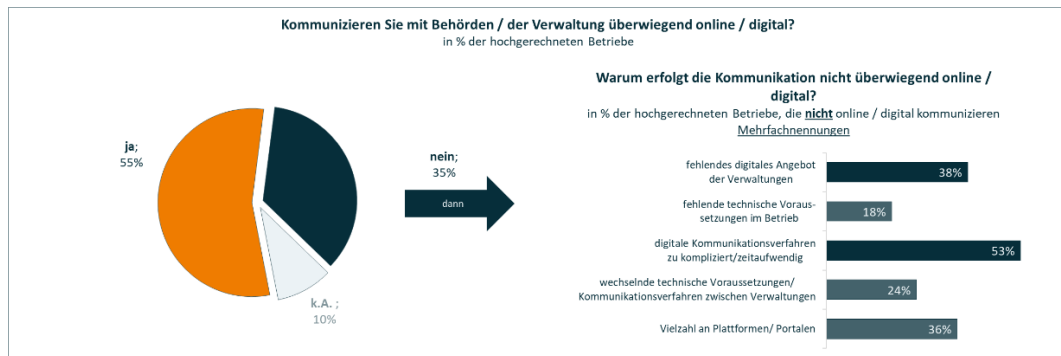 Kommunizieren Sie mit Behörden / der Verwaltung überwiegend online / digital?
in % der hochgerechneten Betriebe
ja;
55%
nein;
35%
dann
k.A. ;
10%
Warum erfolgt die Kommunikation nicht überwiegend online /
digital?
in % der hochgerechneten Betriebe, die nicht online / digital kommunizieren
Mehrfachnennungen
fehlendes digitales Angebot
der Verwaltungen
38%
fehlende technische Voraus-
setzungen im Betrieb
18%
digitale Kommunikationsverfahren
zu kompliziert/zeitaufwendig
53%
wechselnde technische Voraussetzungen/
Kommunikationsverfahren zwischen Verwaltungen
24%
Vielzahl an Plattformen/ Portalen
36%